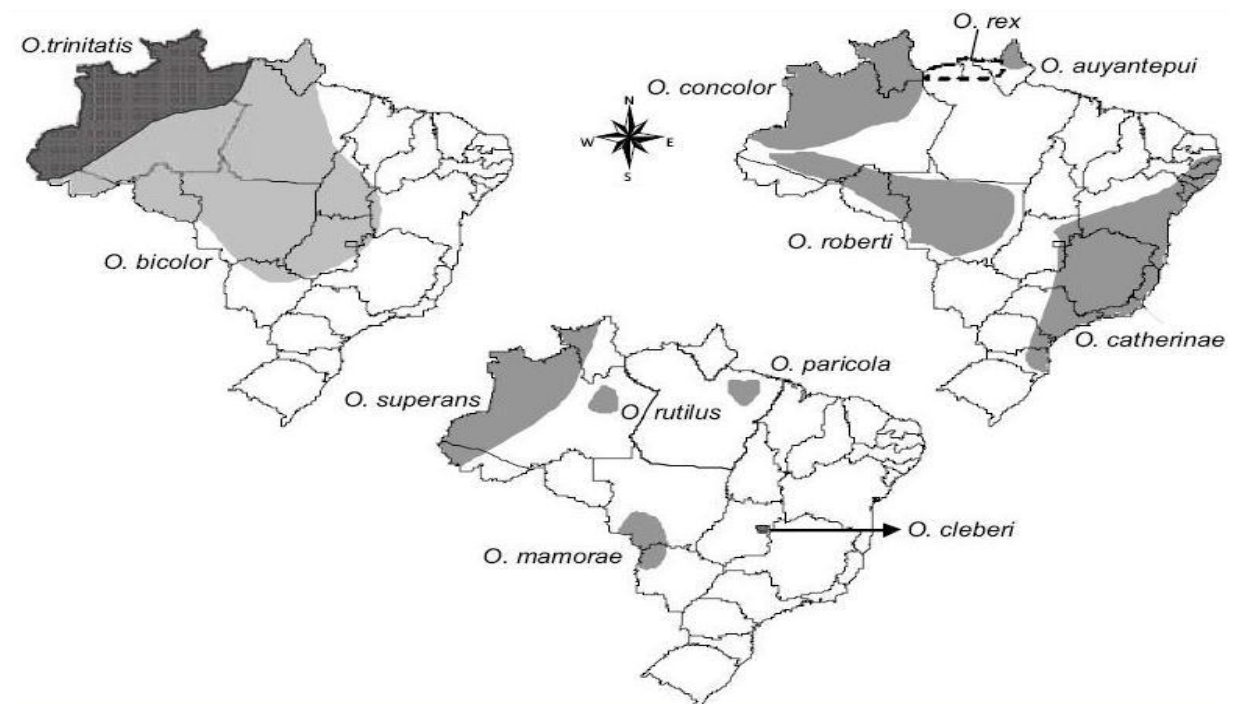 O.trinitatis
O. bicolor
N
W E
S
O. rex
O. auyantepui
O. concolor
O. roberti
O. catherinae
O. paricola
O. superans
O. rutilus
O. cleberi
O. mamorae